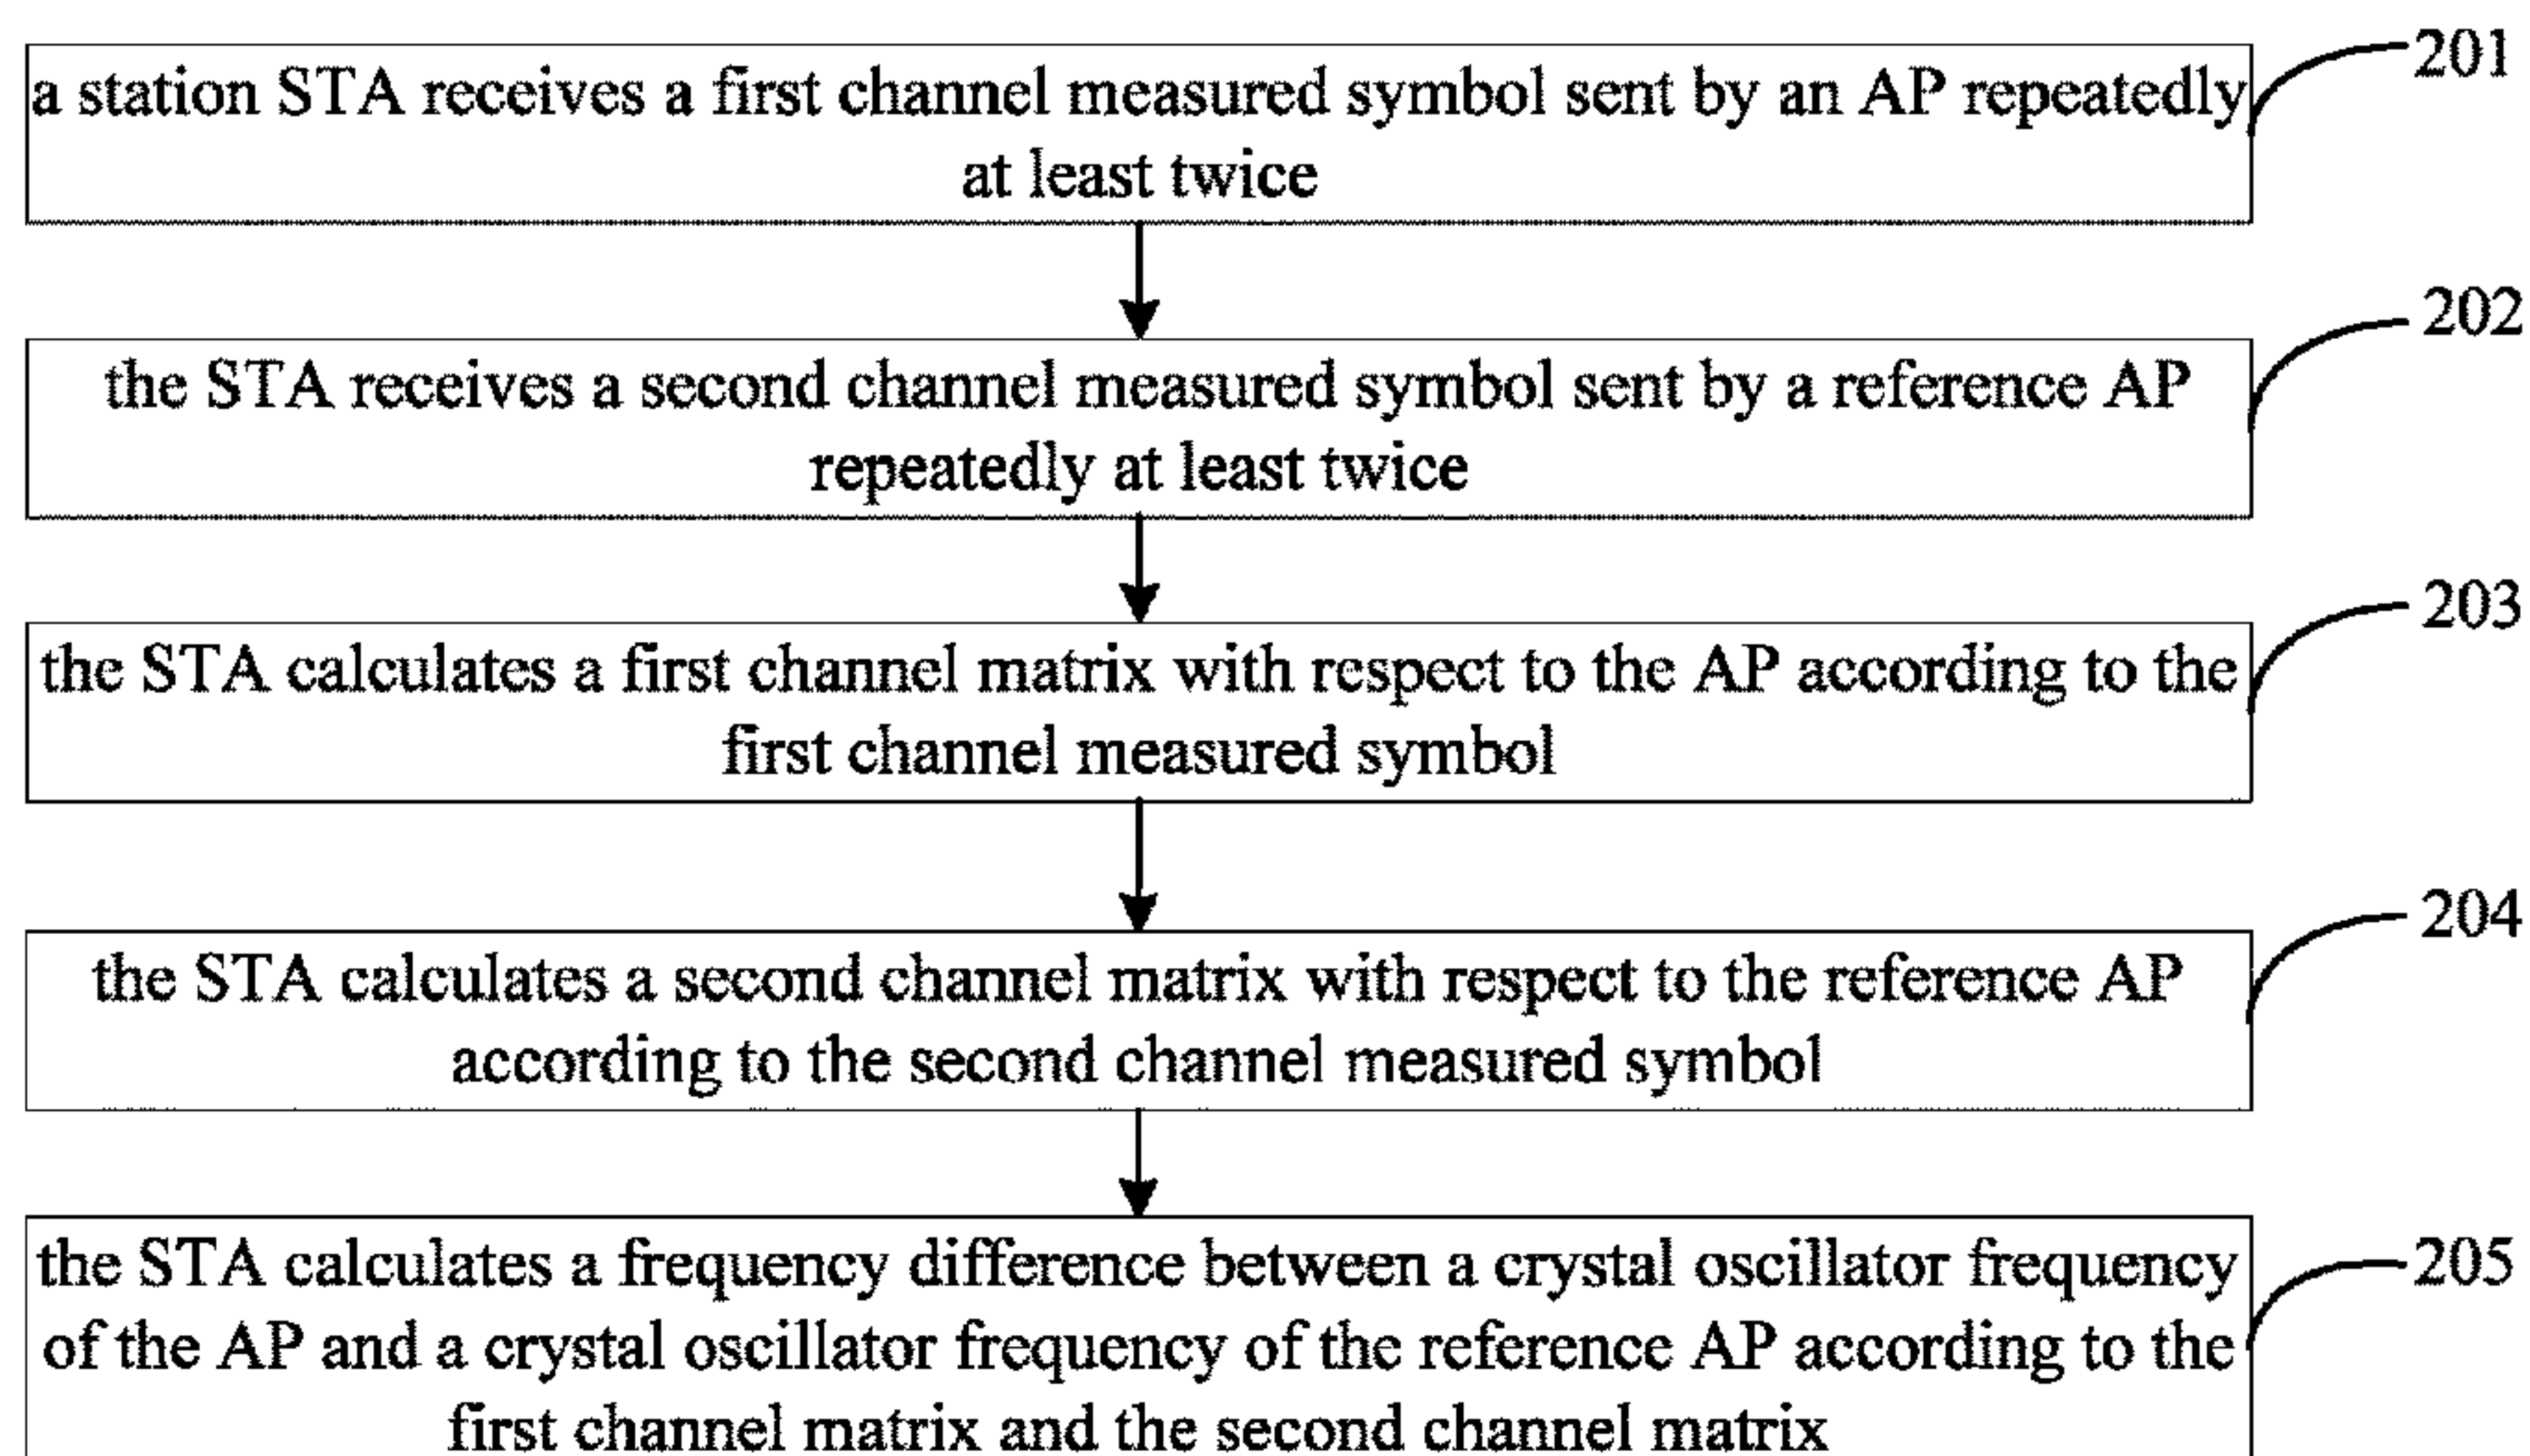 a station STA receives a first channel measured symbol sent by an AP repeatedly
at least twice
201
the STA receives a second channel measured symbol sent by a reference AP
repeatedly at least twice
202
the STA calculates a first channel matrix with respect to the AP according to the
first channel measured symbol
203
the STA calculates a second channel matrix with respect to the reference AP
according to the second channel measured symbol
204
the STA calculates a frequency difference between a crystal oscillator frequency
of the AP and a crystal oscillator frequency of the reference AP according to the
first channel matrix and the second channel matrix
205